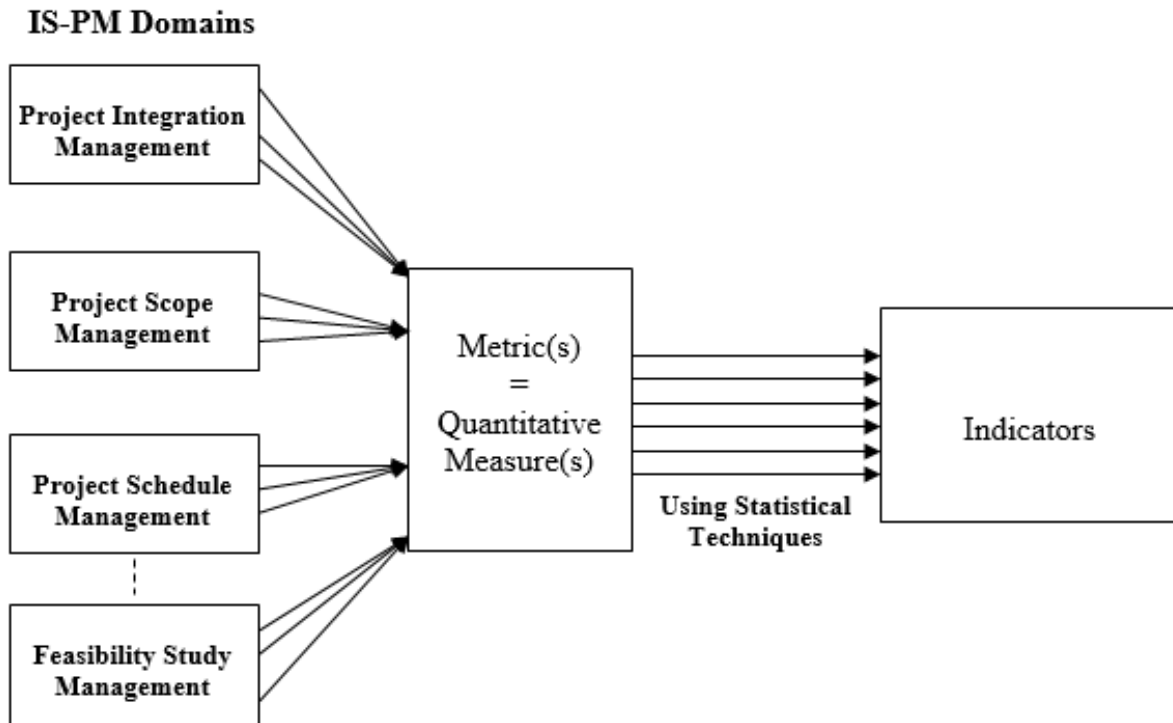 IS-PM Domains
Project Integration
Management
Project Scope
Management
Project Schedule
Management
Feasibility Study
Management
Metric(s)
=
Quantitative
Measure(s)
Using Statistical
Techniques
Indicators